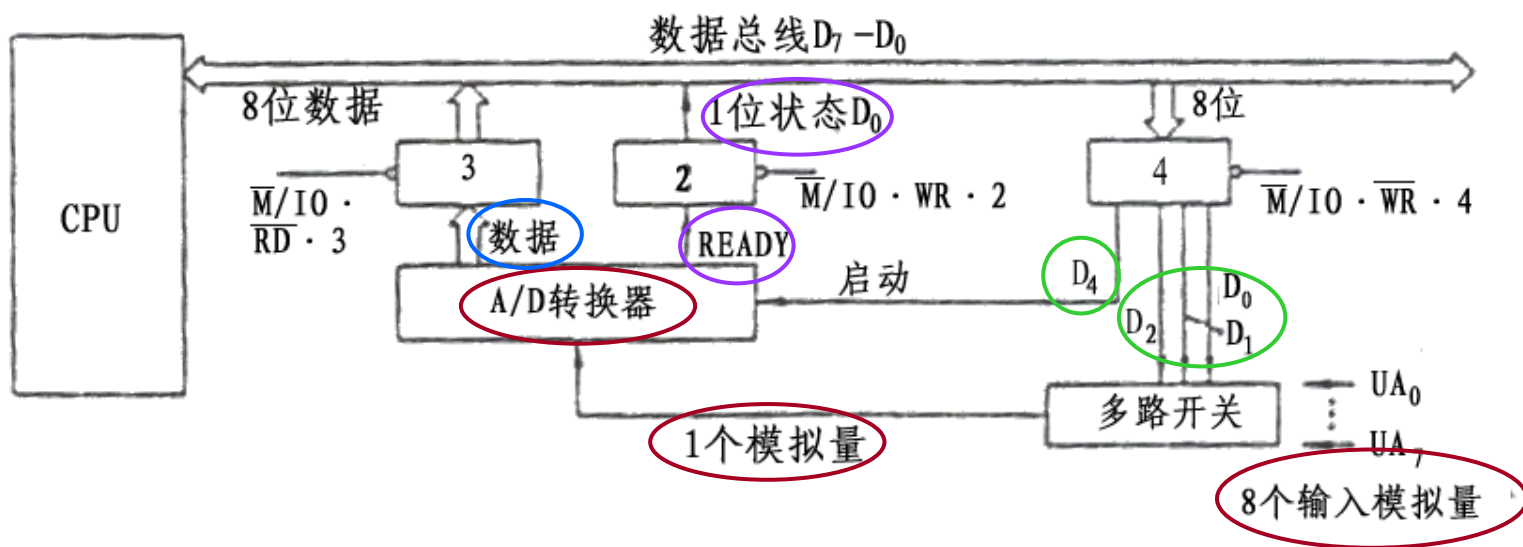 数据总线D₇-D₀
8位数据
1位状态D₀
8位
CPU
3
2
4
M̅/IO ·
R̅D̅ · 3
M̅/IO · WR · 2
M̅/IO · W̅R̅ · 4
数据
READY
A/D转换器
启动
D₄
D₂
D₀
D₁
多路开关
UA₀
UA₇
1个模拟量
8个输入模拟量